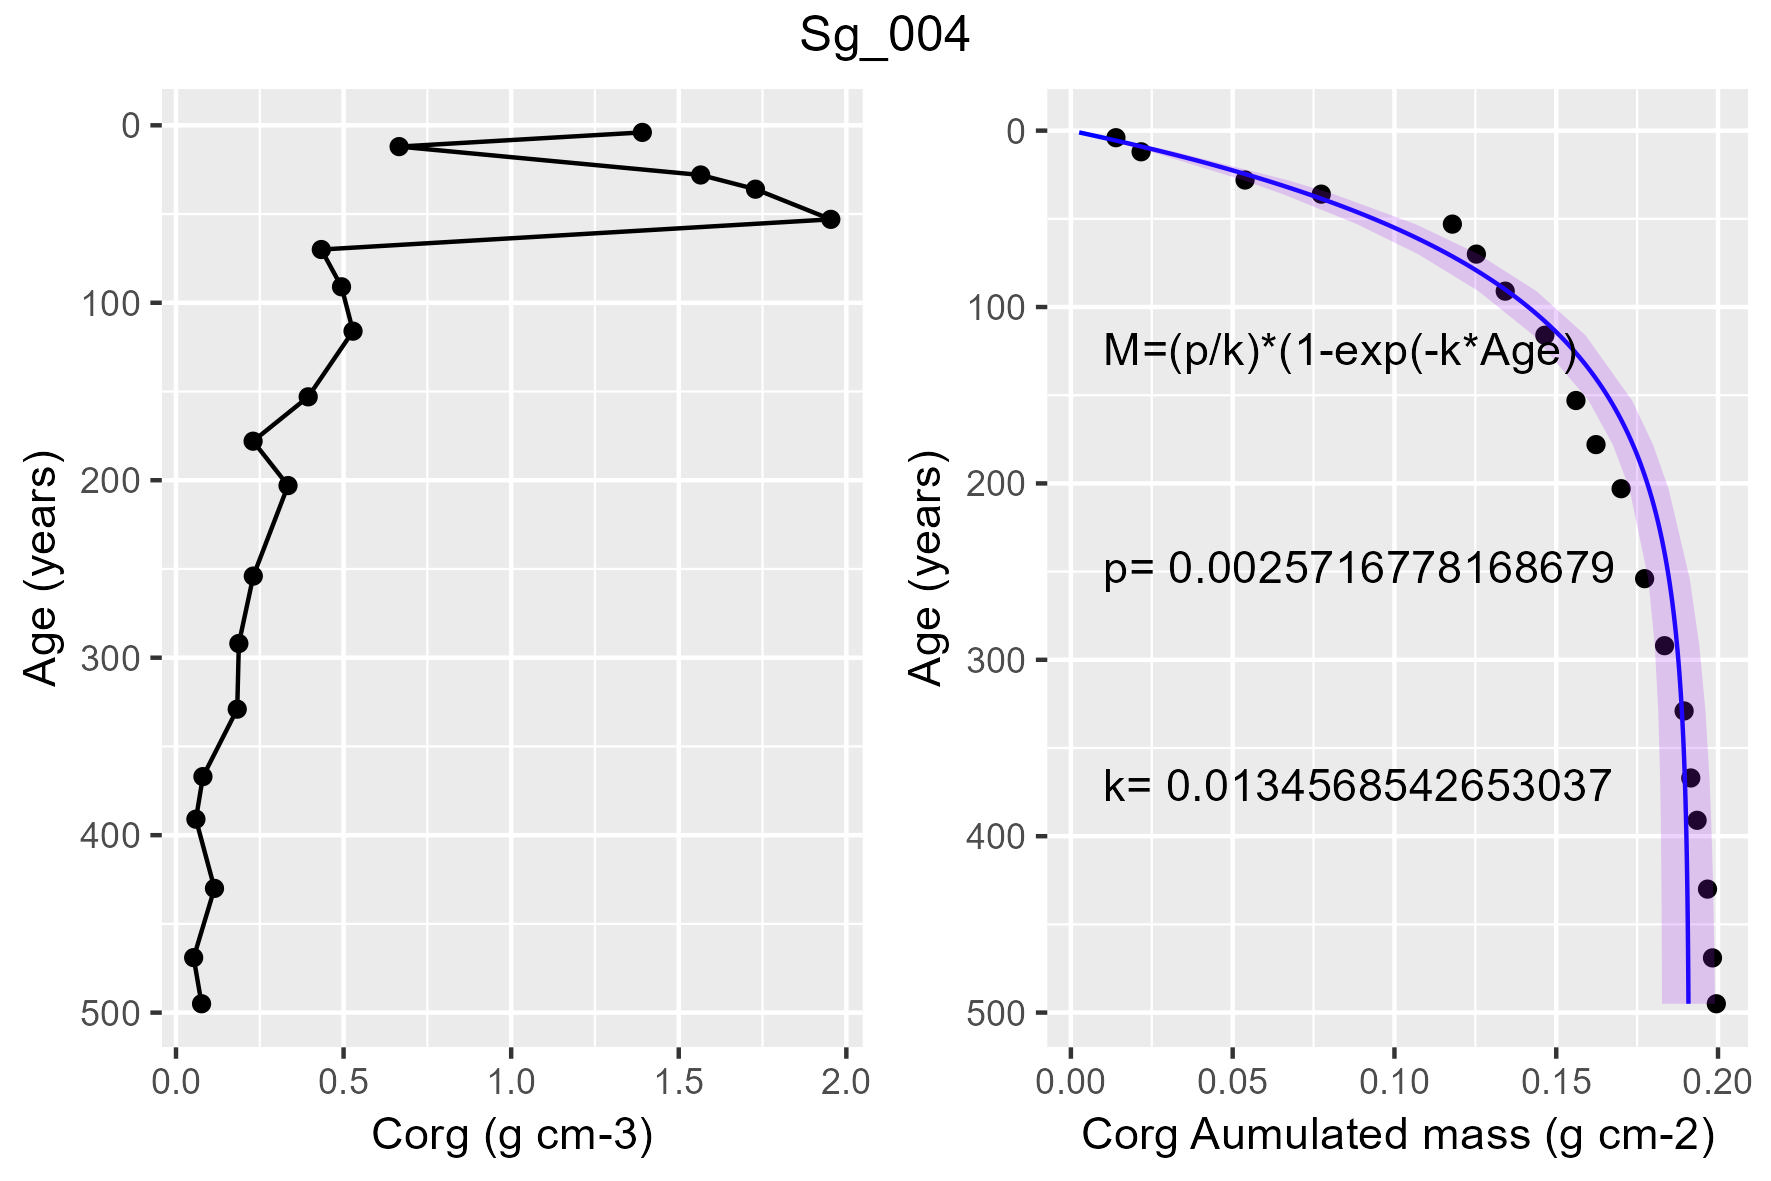 Sg_004
Age (years)
0
100
200
300
400
500
0.0 0.5 1.0 1.5 2.0
Corg (g cm-3)
Age (years)
0
100
200
300
400
500
M=(p/k)*(1-exp(-k*Age)
p= 0.0025716778168679
k= 0.0134568542653037
0.00 0.05 0.10 0.15 0.20
Corg Aumulated mass (g cm-2)